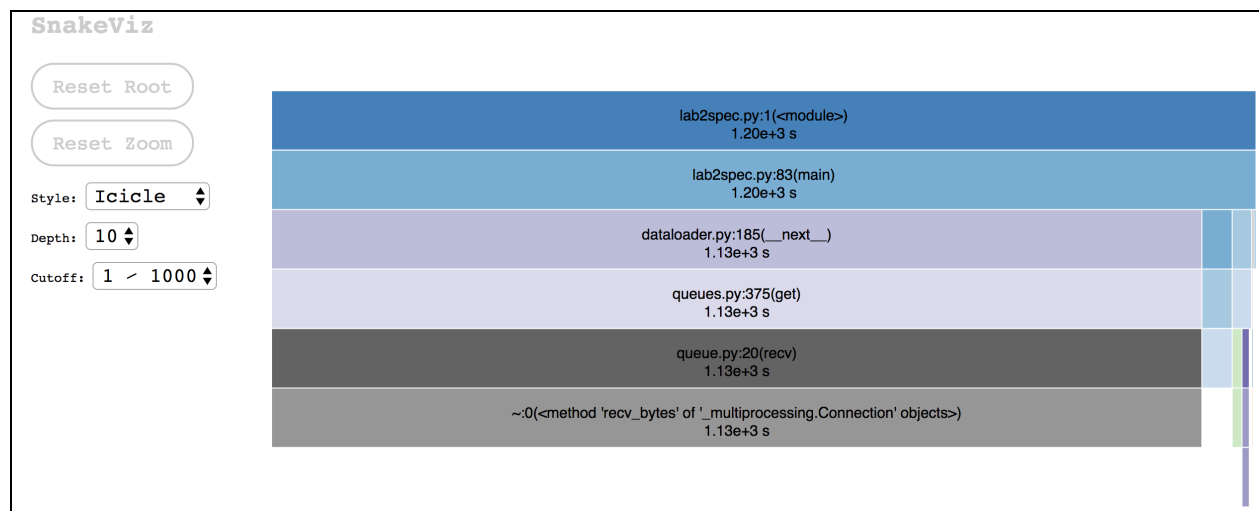 SnakeViz
Reset Root
Reset Zoom
Style: Icicle
Depth: 10
Cutoff: 1 / 1000
lab2spec.py:1(<module>)
1.20e+3 s
lab2spec.py:83(main)
1.20e+3 s
dataloader.py:185(__next__)
1.13e+3 s
queues.py:375(get)
1.13e+3 s
queue.py:20(recv)
1.13e+3 s
~:0(<method 'recv_bytes' of '_multiprocessing.Connection' objects>)
1.13e+3 s